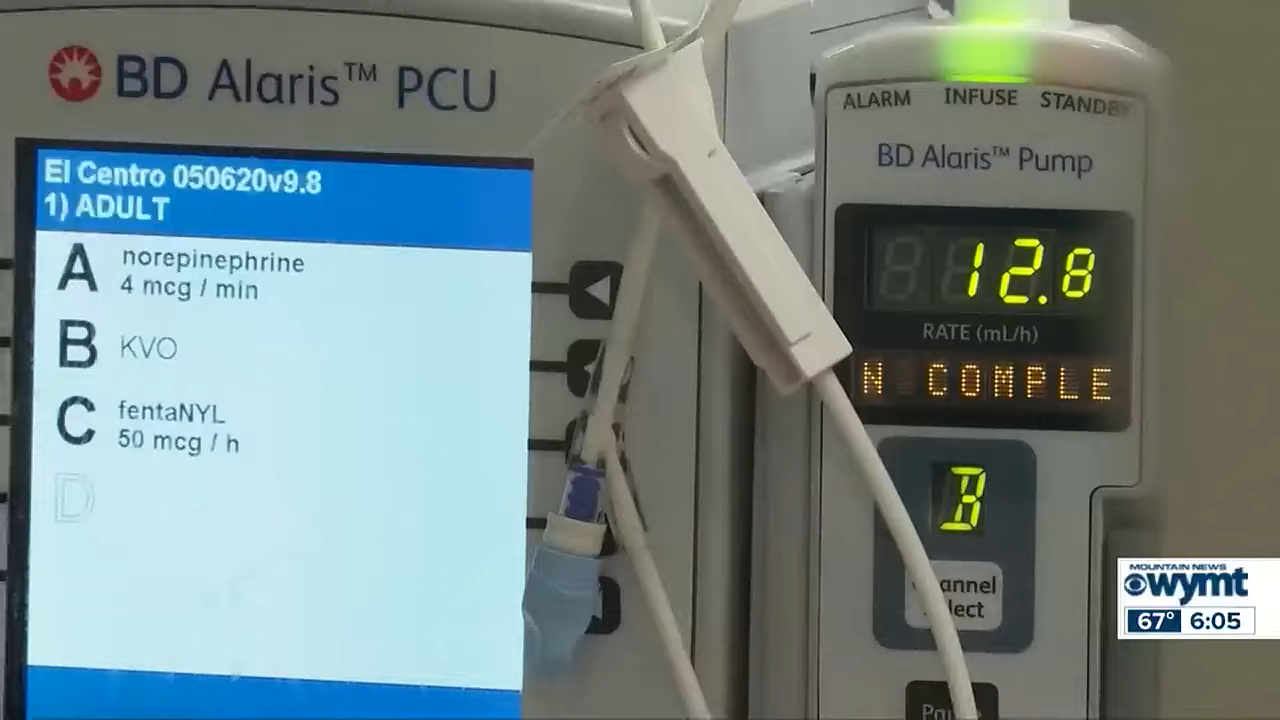 BD Alaris™ PCU
El Centro 050620v9.8
1) ADULT
A norepinephrine
4 mcg / min
B KVO
C fentaNYL
50 mcg / h
D
ALARM INFUSE STANDBY
BD Alaris™ Pump
12.8
RATE (mL/h)
N COMPLE
B
MOUNTAIN NEWS
wymt
67° 6:05